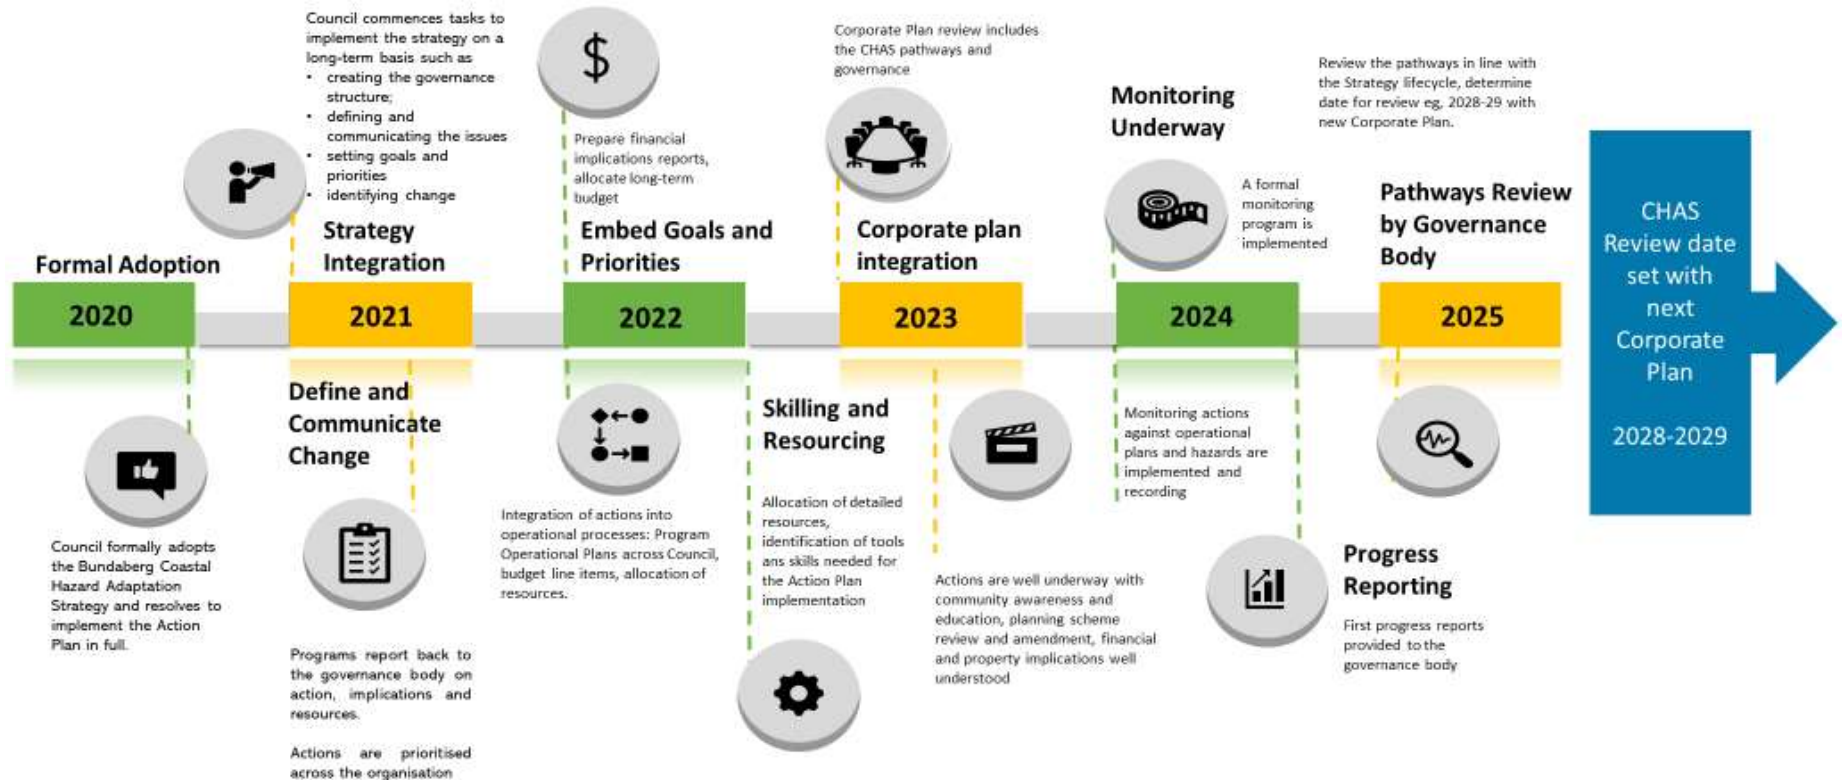 Council commences tasks to
implement the strategy on a
long-term basis such as
• creating the governance
structure;
• defining and
communicating the issues
• setting goals and
priorities
• identifying change
Strategy
Integration
Formal Adoption
2020
Council formally adopts
the Bundaberg Coastal
Hazard Adaptation
Strategy and resolves to
implement the Action
Plan in full.
2021
Define and
Communicate
Change
Programs report back to
the governance body on
action, implications and
resources.
Actions are prioritised
across the organisation
$
Prepare financial
implications reports,
allocate long-term
budget
Embed Goals and
Priorities
2022
Integration of actions into
operational processes: Program
Operational Plans across Council,
budget line items, allocation of
resources.
Skilling and
Resourcing
Allocation of detailed
resources,
identification of tools
ans skills needed for
the Action Plan
implementation
Corporate Plan review includes
the CHAS pathways and
governance
Corporate plan
integration
2023
Actions are well underway with
community awareness and
education, planning scheme
review and amendment, financial
and property implications well
understood
Monitoring
Underway
A formal
monitoring
program is
implemented
2024
Monitoring actions
against operational
plans and hazards are
implemented and
recording
Progress
Reporting
First progress reports
provided to the
governance body
Review the pathways in line with
the Strategy lifecycle, determine
date for review eg, 2028-29 with
new Corporate Plan.
Pathways Review
by Governance
Body
2025
CHAS
Review date
set with
next
Corporate
Plan
2028-2029